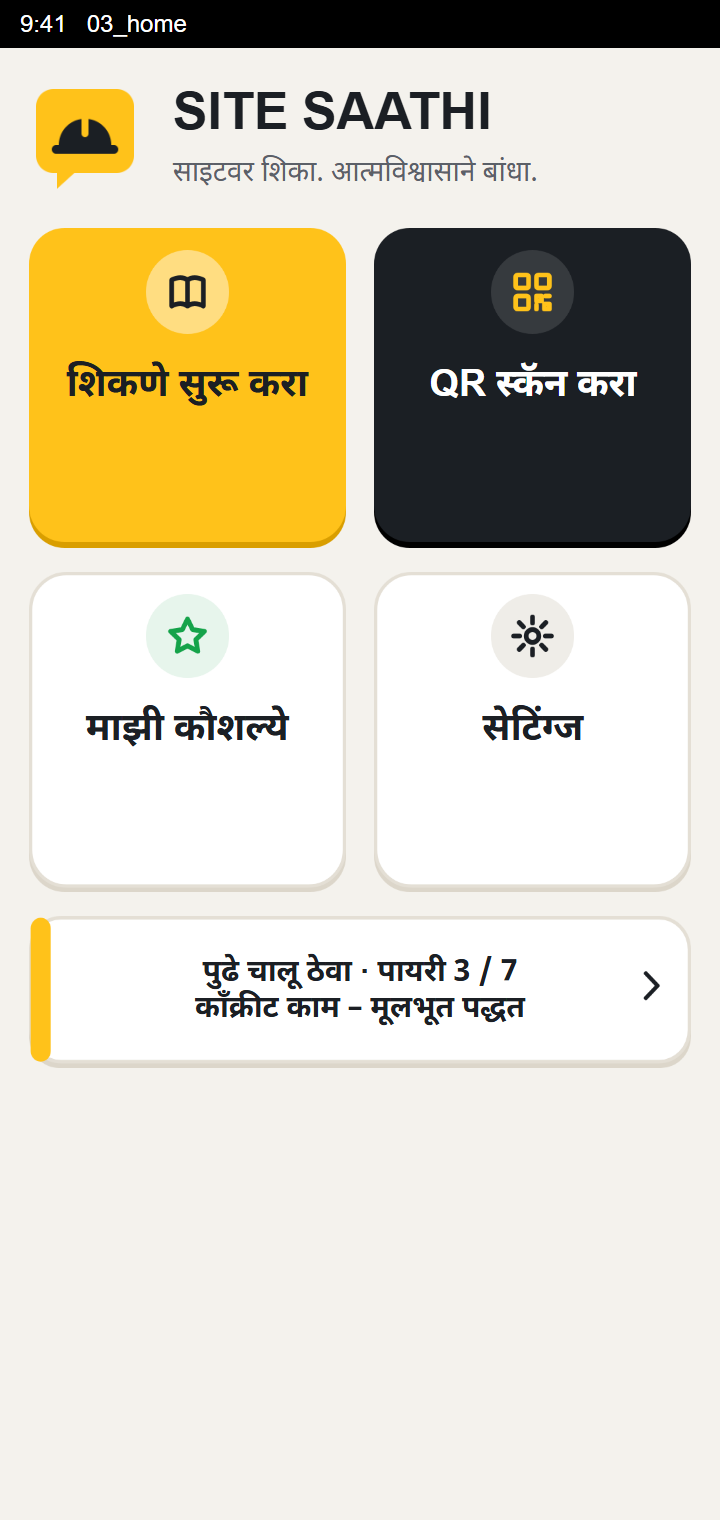 9:41 03_home
SITE SAATHI
साइटवर शिका. आत्मविश्वासाने बांधा.
शिकणे सुरू करा
QR स्कॅन करा
माझी कौशल्ये
सेटिंग्ज
पुढे चालू ठेवा · पायरी 3 / 7
काँक्रीट काम – मूलभूत पद्धत